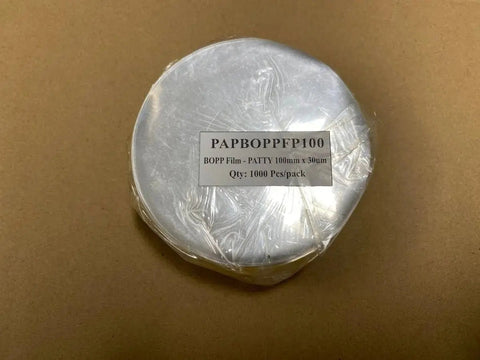 PAPBOPPFP100
BOPP Film - PATTY 100mm x 30um
Qty: 1000 Pcs/pack